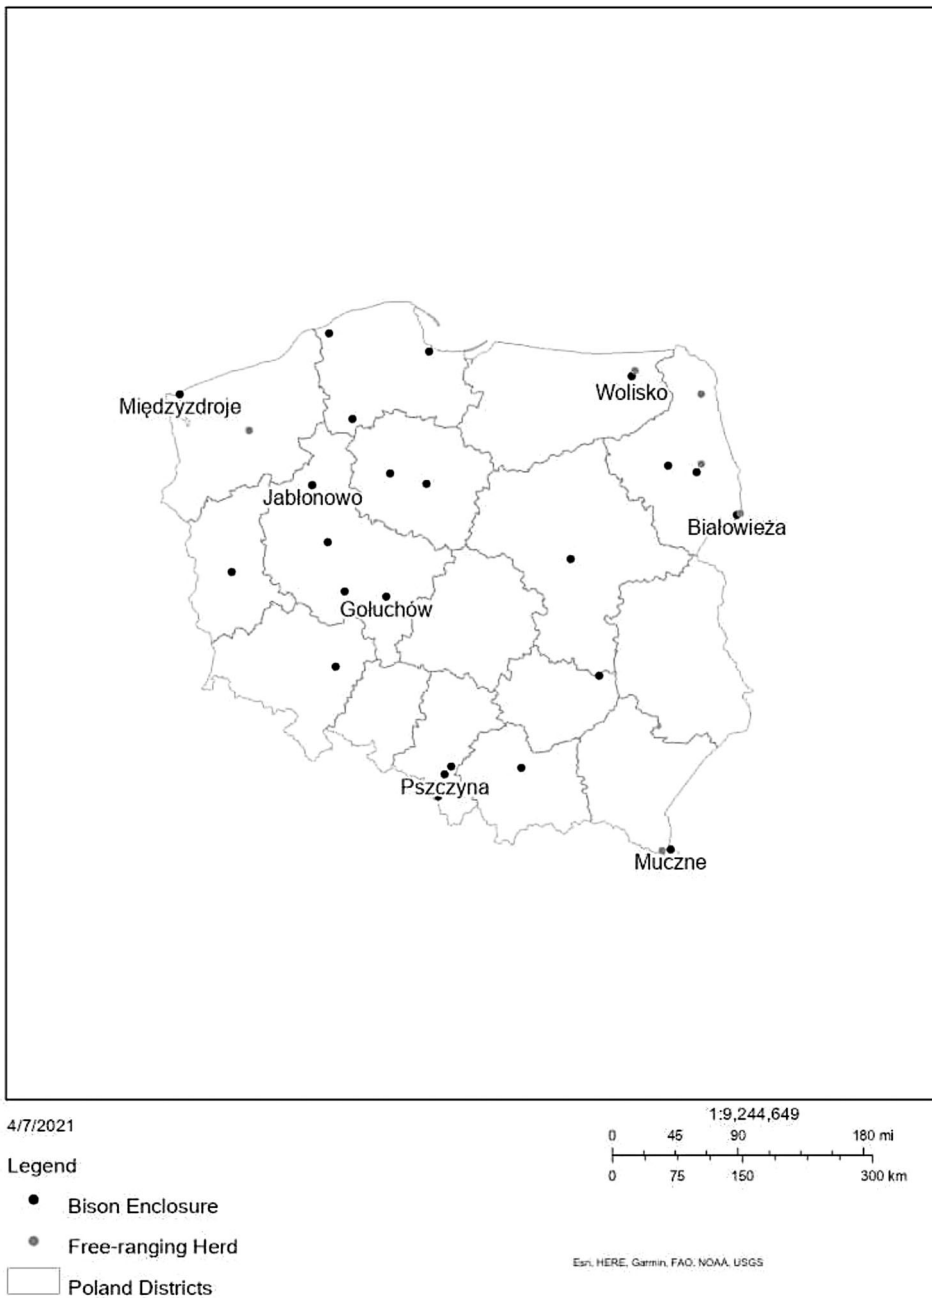 Międzyzdroje
Wolisko
Jabłonowo
Białowieża
Gołuchów
Pszczyna
Muczne
4/7/2021
1:9,244,649
0 45 90 180 mi
0 75 150 300 km
Legend
Bison Enclosure
Free-ranging Herd
Poland Districts
Esri, HERE, Garmin, FAO, NOAA, USGS